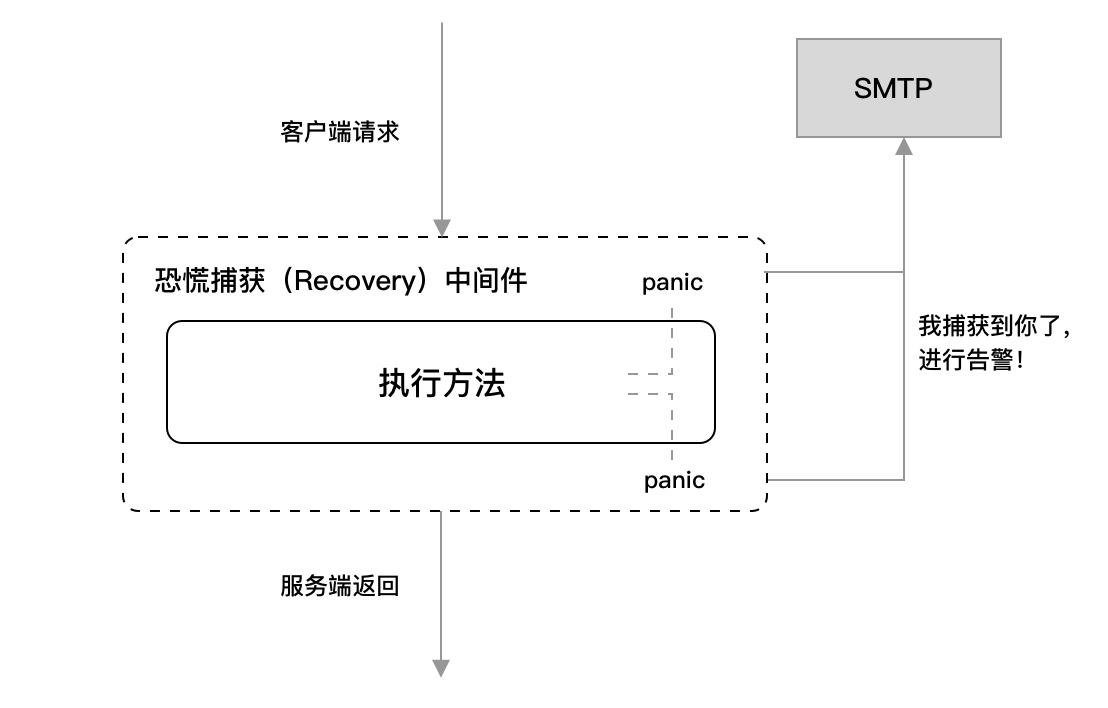 SMTP
客户端请求
恐慌捕获（Recovery）中间件
panic
我捕获到你了，
进行告警！
执行方法
panic
服务端返回